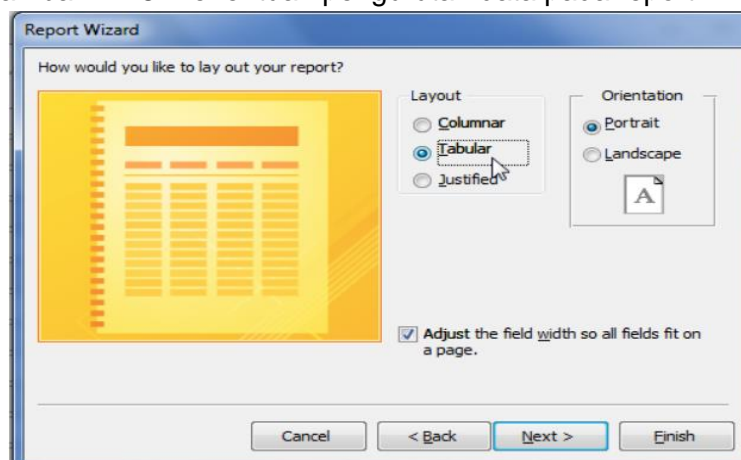 Report Wizard
How would you like to lay out your report?
Layout
Columnar
Tabular
Justified
Orientation
Portrait
Landscape
A
Adjust the field width so all fields fit on
a page.
Cancel
< Back
Next >
Finish